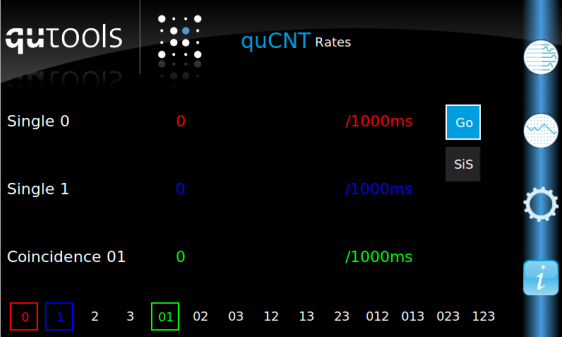 qutools
quCNT Rates
Single 0 0 /1000ms Go
SiS
Single 1 0 /1000ms
Coincidence 01 0 /1000ms
0 1 2 3 01 02 03 12 13 23 012 013 023 123
i